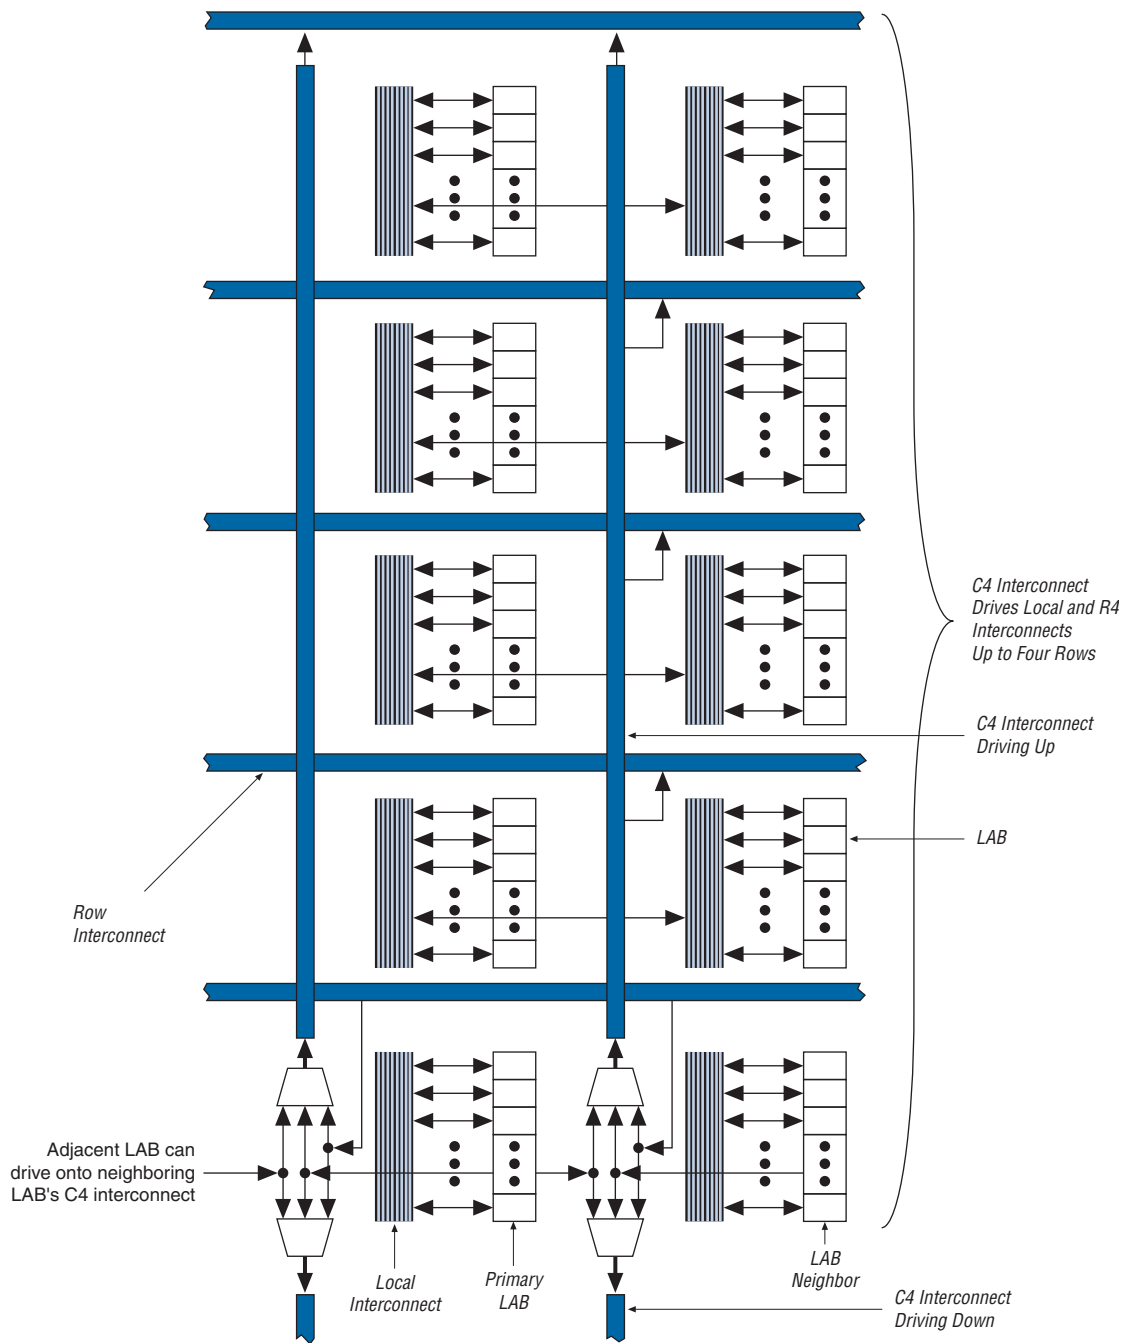 C4 Interconnect
Drives Local and R4
Interconnects
Up to Four Rows
C4 Interconnect
Driving Up
LAB
Row
Interconnect
Adjacent LAB can
drive onto neighboring
LAB's C4 interconnect
Local
Interconnect
Primary
LAB
LAB
Neighbor
C4 Interconnect
Driving Down